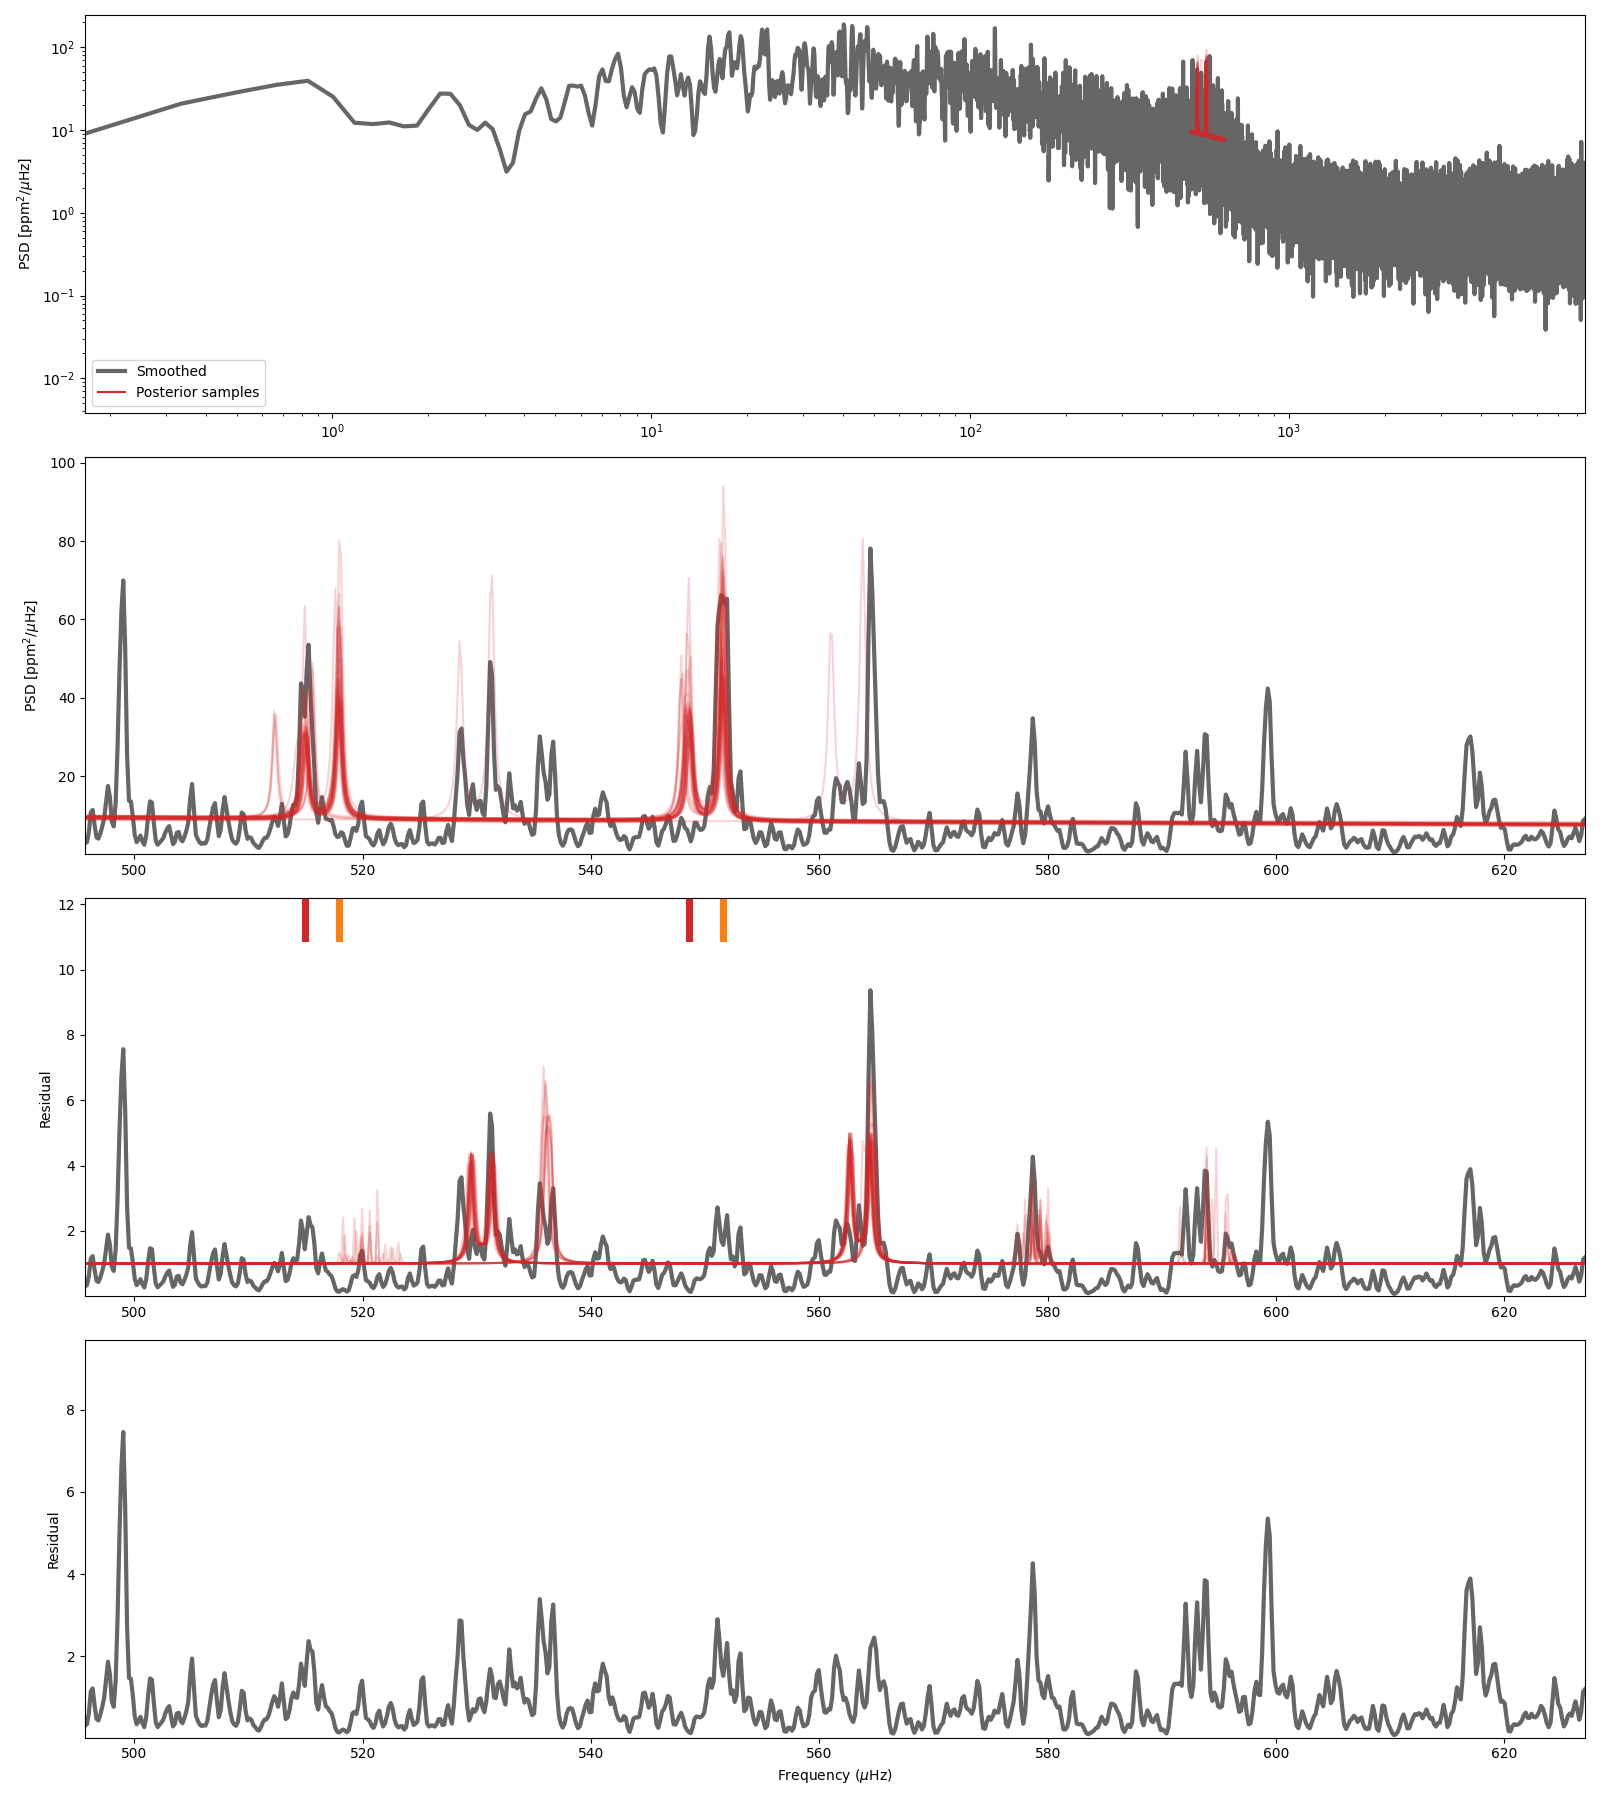 PSD [ppm²/μHz]
10²
10¹
10⁰
10⁻¹
10⁻²
Smoothed
Posterior samples
10⁰ 10¹ 10² 10³
PSD [ppm²/μHz]
100
80
60
40
20
500 520 540 560 580 600 620
Residual
12
10
8
6
4
2
500 520 540 560 580 600 620
Residual
8
6
4
2
500 520 540 560 580 600 620
Frequency (μHz)